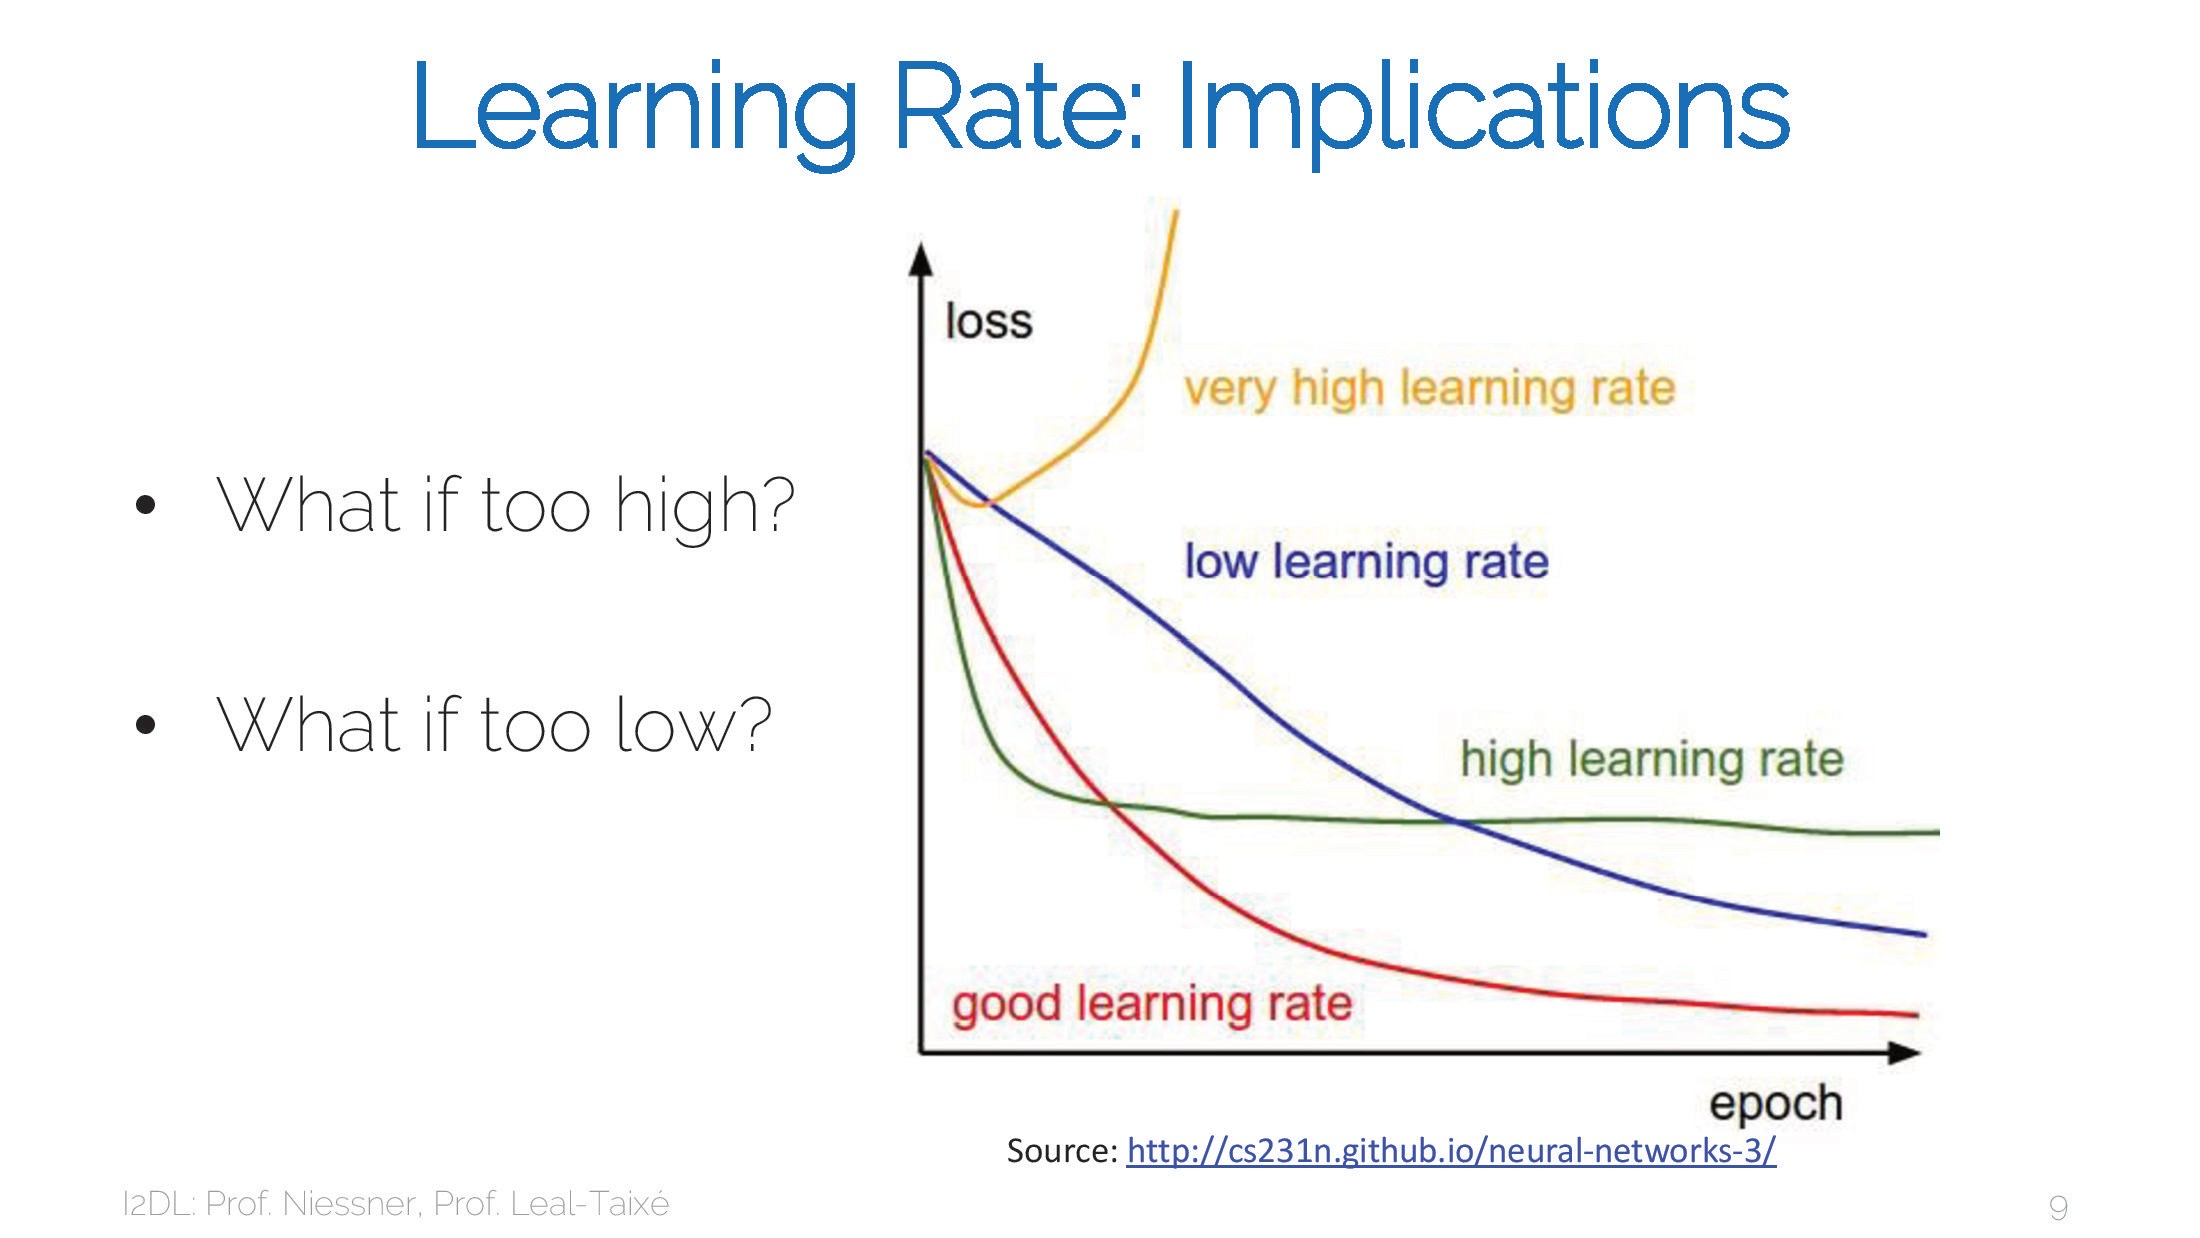 Learning Rate: Implications
loss
very high learning rate
• What if too high?
low learning rate
• What if too low?
high learning rate
good learning rate
epoch
Source: http://cs231n.github.io/neural-networks-3/
I2DL: Prof. Niessner, Prof. Leal-Taixé
9